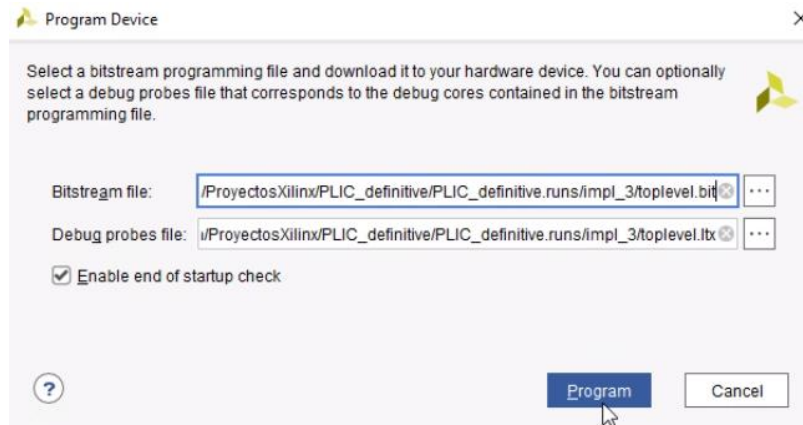 Program Device
Select a bitstream programming file and download it to your hardware device. You can optionally
select a debug probes file that corresponds to the debug cores contained in the bitstream
programming file.
Bitstream file: /ProyectosXilinx/PLIC_definitive/PLIC_definitive.runs/impl_3/toplevel.bit ...
Debug probes file: /ProyectosXilinx/PLIC_definitive/PLIC_definitive.runs/impl_3/toplevel.ltx ...
Enable end of startup check
? Program Cancel